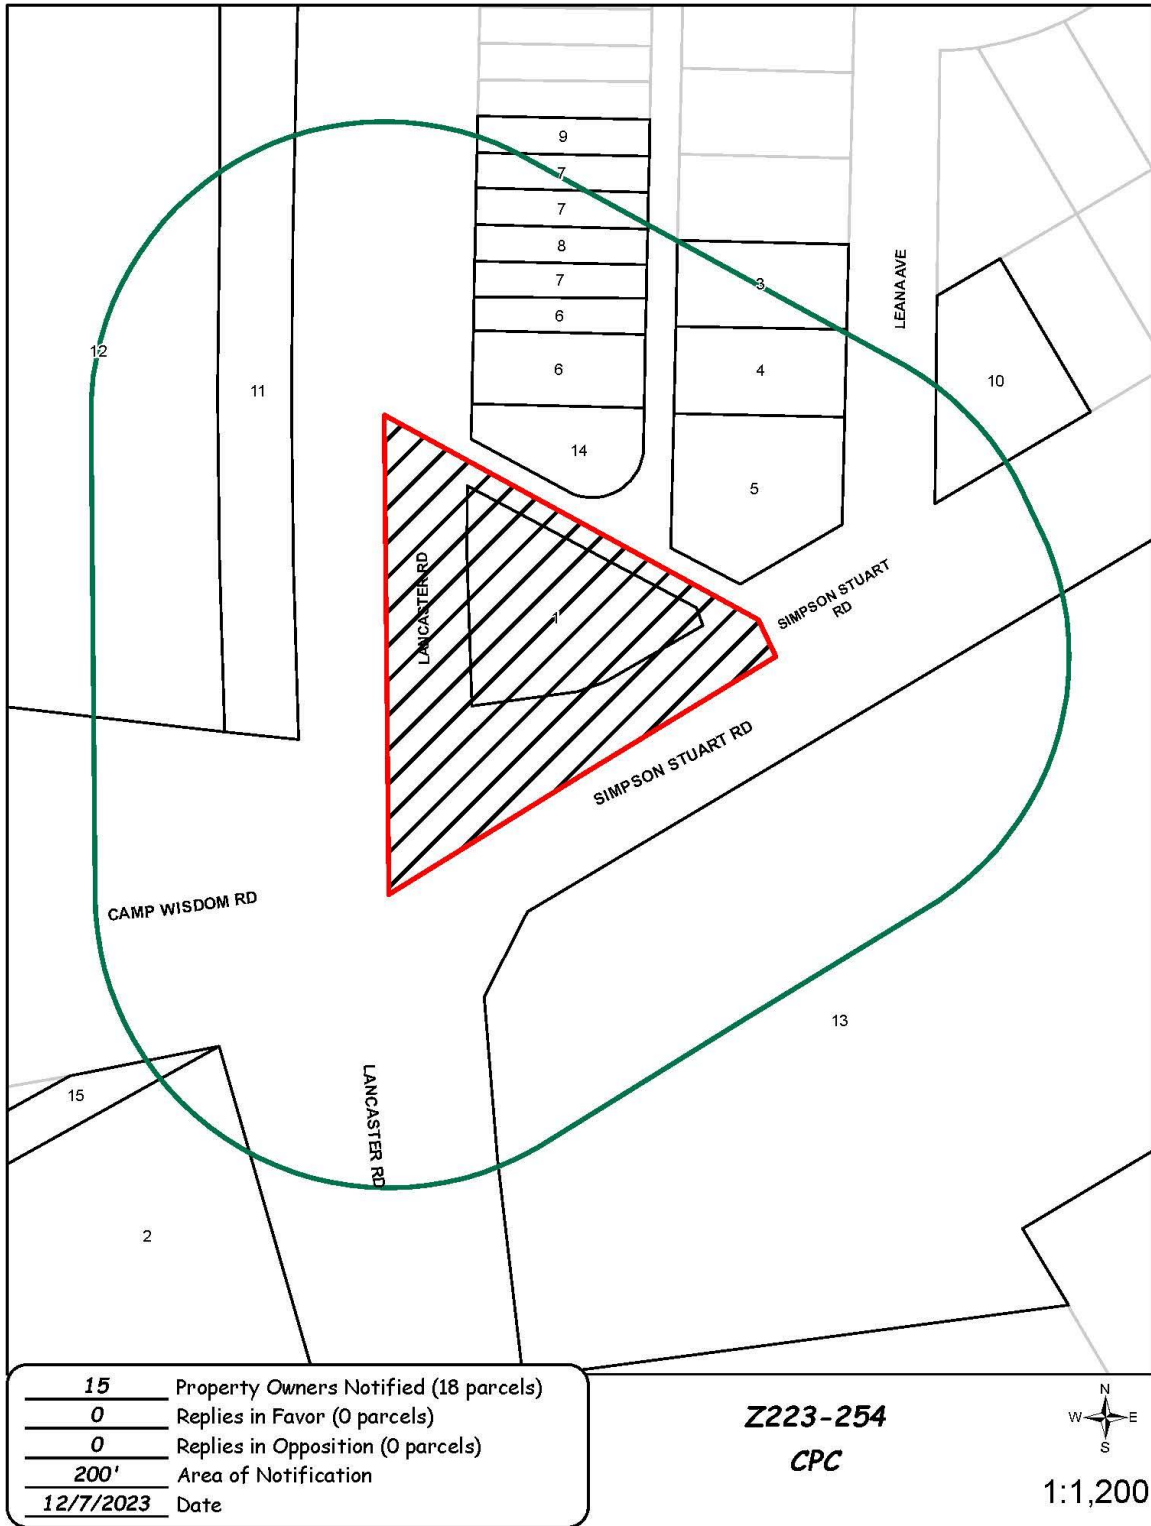 9
7
7
8
7
6
6
14
3
4
5
LEANA AVE
10
12
11
1
LANCASTER RD
SIMPSON STUART
RD
SIMPSON STUART RD
CAMP WISDOM RD
13
15
LANCASTER RD
2
15 Property Owners Notified (18 parcels)
0 Replies in Favor (0 parcels)
0 Replies in Opposition (0 parcels)
200' Area of Notification
12/7/2023 Date
Z223-254
CPC
N
W E
S
1:1,200